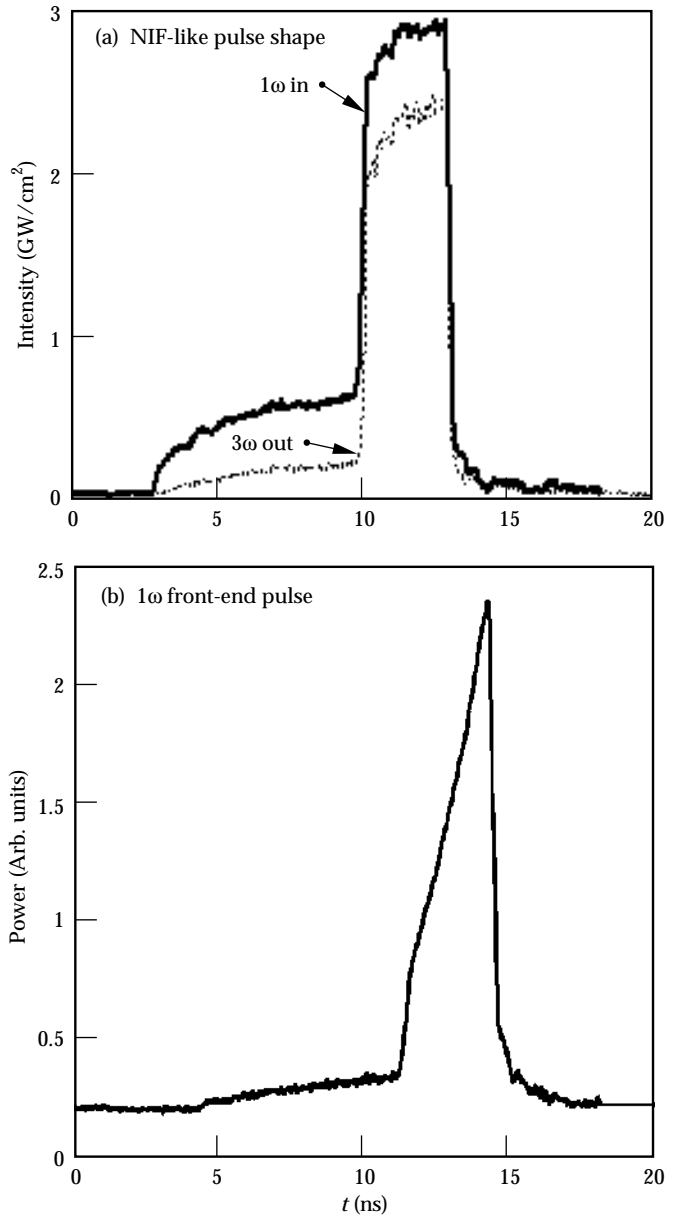 (a) NIF-like pulse shape
1ω in
3ω out
Intensity (GW/cm²)
3
2
1
0
0 5 10 15 20
(b) 1ω front-end pulse
Power (Arb. units)
2.5
2
1.5
1
0.5
0
0 5 10 15 20
t (ns)